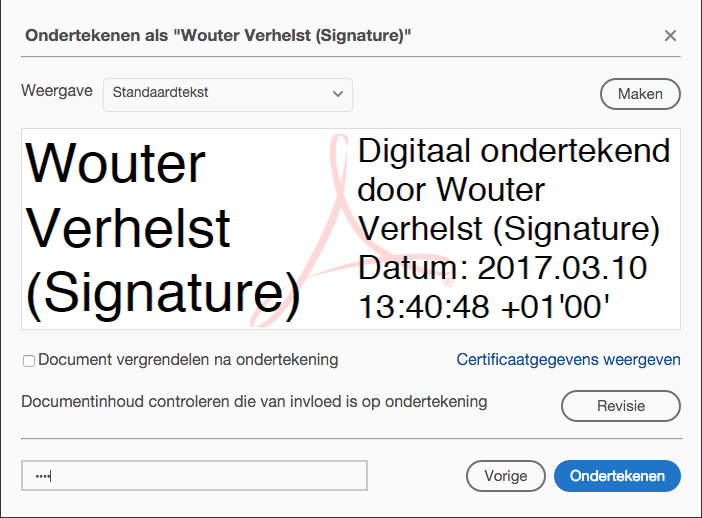 Ondertekenen als "Wouter Verhelst (Signature)"
Weergave
Standaardtekst
Maken
Wouter
Verhelst
(Signature)
Digitaal ondertekend
door Wouter
Verhelst (Signature)
Datum: 2017.03.10
13:40:48 +01'00'
Document vergrendelen na ondertekening
Certificaatgegevens weergeven
Documentinhoud controleren die van invloed is op ondertekening
Revisie
••••
Vorige
Ondertekenen